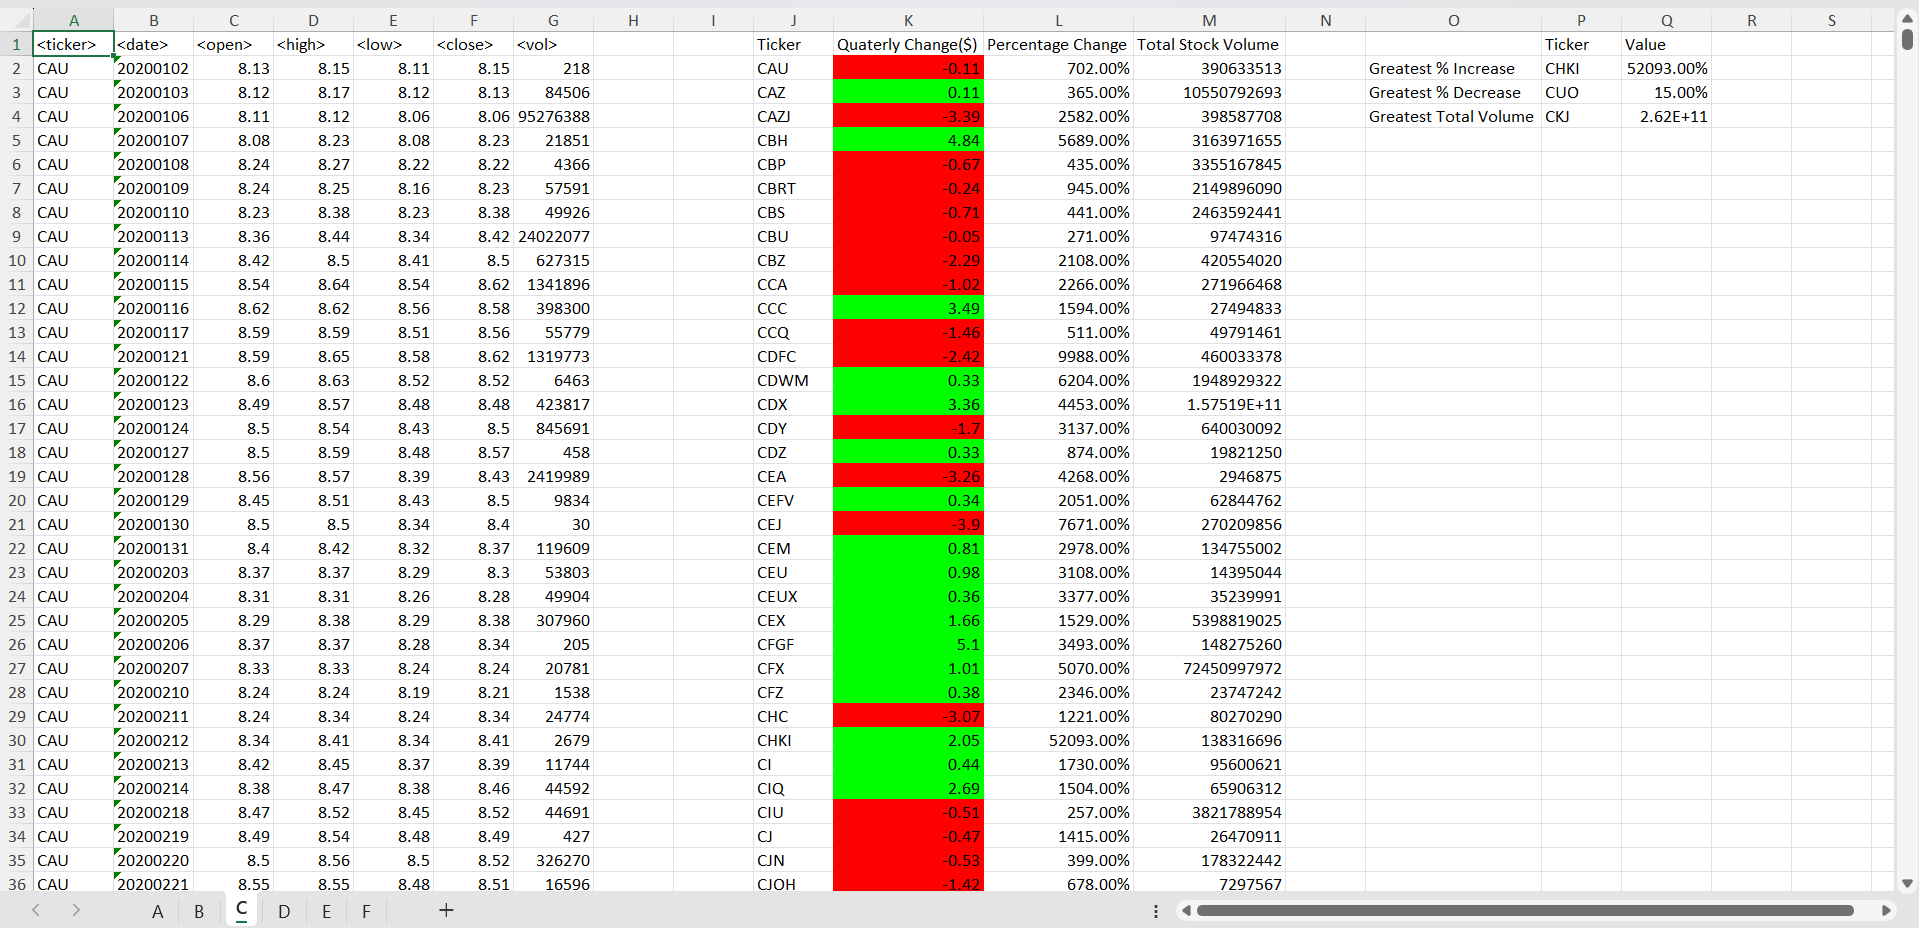 A B C D E F G H I J K L M N O P Q R S
1 <ticker> <date> <open> <high> <low> <close> <vol> Ticker Quaterly Change($) Percentage Change Total Stock Volume Ticker Value
2 CAU 20200102 8.13 8.15 8.11 8.15 218 CAU -0.11 702.00% 390633513 Greatest % Increase CHKI 52093.00%
3 CAU 20200103 8.12 8.17 8.12 8.13 84506 CAZ 0.11 365.00% 10550792693 Greatest % Decrease CUO 15.00%
4 CAU 20200106 8.11 8.12 8.06 8.06 95276388 CAZJ -3.39 2582.00% 398587708 Greatest Total Volume CKJ 2.62E+11
5 CAU 20200107 8.08 8.23 8.08 8.23 21851 CBH 4.84 5689.00% 3163971655
6 CAU 20200108 8.24 8.27 8.22 8.22 4366 CBP -0.67 435.00% 3355167845
7 CAU 20200109 8.24 8.25 8.16 8.23 57591 CBRT -0.24 945.00% 2149896090
8 CAU 20200110 8.23 8.38 8.23 8.38 49926 CBS -0.71 441.00% 2463592441
9 CAU 20200113 8.36 8.44 8.34 8.42 24022077 CBU -0.05 271.00% 97474316
10 CAU 20200114 8.42 8.5 8.41 8.5 627315 CBZ -2.29 2108.00% 420554020
11 CAU 20200115 8.54 8.64 8.54 8.62 1341896 CCA -1.02 2266.00% 271966468
12 CAU 20200116 8.62 8.62 8.56 8.58 398300 CCC 3.49 1594.00% 27494833
13 CAU 20200117 8.59 8.59 8.51 8.56 55779 CCQ -1.46 511.00% 49791461
14 CAU 20200121 8.59 8.65 8.58 8.62 1319773 CDFC -2.42 9988.00% 460033378
15 CAU 20200122 8.6 8.63 8.52 8.52 6463 CDWM 0.33 6204.00% 1948929322
16 CAU 20200123 8.49 8.57 8.48 8.48 423817 CDX 3.36 4453.00% 1.57519E+11
17 CAU 20200124 8.5 8.54 8.43 8.5 845691 CDY -1.7 3137.00% 640030092
18 CAU 20200127 8.5 8.59 8.48 8.57 458 CDZ 0.33 874.00% 19821250
19 CAU 20200128 8.56 8.57 8.39 8.43 2419989 CEA -3.26 4268.00% 2946875
20 CAU 20200129 8.45 8.51 8.43 8.5 9834 CEFV 0.34 2051.00% 62844762
21 CAU 20200130 8.5 8.5 8.34 8.4 30 CEJ -3.9 7671.00% 270209856
22 CAU 20200131 8.4 8.42 8.32 8.37 119609 CEM 0.81 2978.00% 134755002
23 CAU 20200203 8.37 8.37 8.29 8.3 53803 CEU 0.98 3108.00% 14395044
24 CAU 20200204 8.31 8.31 8.26 8.28 49904 CEUX 0.36 3377.00% 35239991
25 CAU 20200205 8.29 8.38 8.29 8.38 307960 CEX 1.66 1529.00% 5398819025
26 CAU 20200206 8.37 8.37 8.28 8.34 205 CFGF 5.1 3493.00% 148275260
27 CAU 20200207 8.33 8.33 8.24 8.24 20781 CFX 1.01 5070.00% 72450997972
28 CAU 20200210 8.24 8.24 8.19 8.21 1538 CFZ 0.38 2346.00% 23747242
29 CAU 20200211 8.24 8.34 8.24 8.34 24774 CHC -3.07 1221.00% 80270290
30 CAU 20200212 8.34 8.41 8.34 8.41 2679 CHKI 2.05 52093.00% 138316696
31 CAU 20200213 8.42 8.45 8.37 8.39 11744 CI 0.44 1730.00% 95600621
32 CAU 20200214 8.38 8.47 8.38 8.46 44592 CIQ 2.69 1504.00% 65906312
33 CAU 20200218 8.47 8.52 8.45 8.52 44691 CIU -0.51 257.00% 3821788954
34 CAU 20200219 8.49 8.54 8.48 8.49 427 CJ -0.47 1415.00% 26470911
35 CAU 20200220 8.5 8.56 8.5 8.52 326270 CJN -0.53 399.00% 178322442
36 CAU 20200221 8.55 8.55 8.48 8.51 16596 CJOH -1.42 678.00% 7297567
A B C D E F